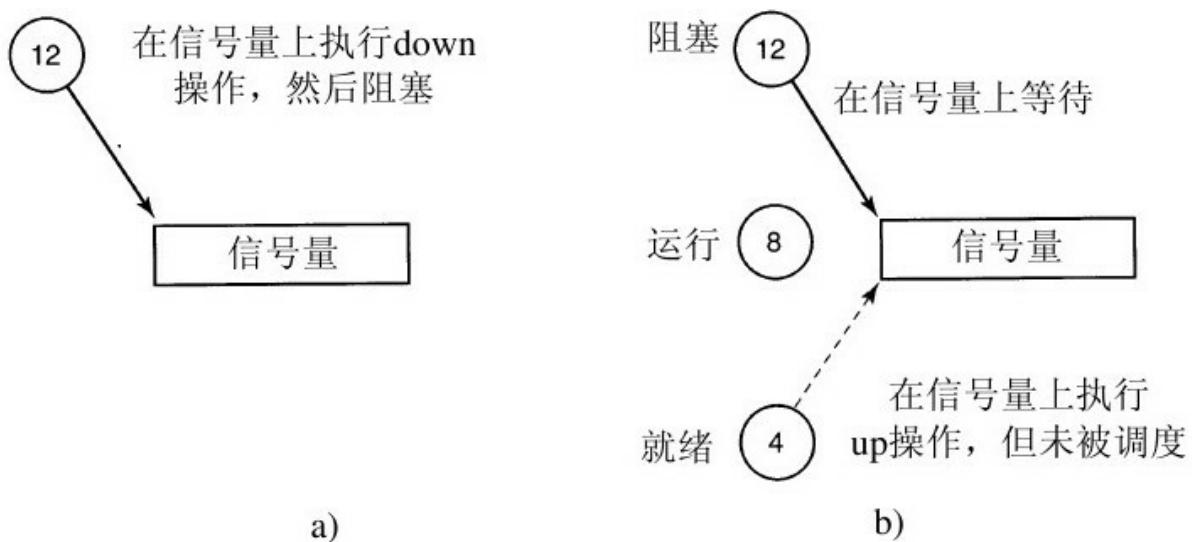 12
在信号量上执行down
操作，然后阻塞
信号量
a)
阻塞
12
在信号量上等待
运行
8
信号量
就绪
4
在信号量上执行
up操作，但未被调度
b)